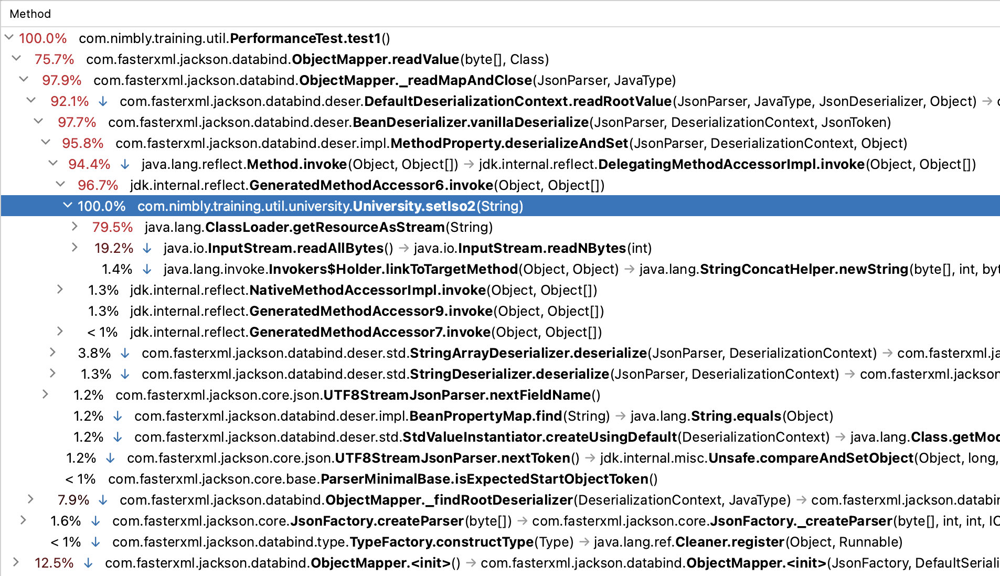 Method
100.0% com.nimbly.training.util.PerformanceTest.test1()
75.7% com.fasterxml.jackson.databind.ObjectMapper.readValue(byte[], Class)
97.9% com.fasterxml.jackson.databind.ObjectMapper._readMapAndClose(JsonParser, JavaType)
92.1% ↓ com.fasterxml.jackson.databind.deser.DefaultDeserializationContext.readRootValue(JsonParser, JavaType, JsonDeserializer, Object) → c
97.7% com.fasterxml.jackson.databind.deser.BeanDeserializer.vanillaDeserialize(JsonParser, DeserializationContext, JsonToken)
95.8% com.fasterxml.jackson.databind.deser.impl.MethodProperty.deserializeAndSet(JsonParser, DeserializationContext, Object)
94.4% ↓ java.lang.reflect.Method.invoke(Object, Object[]) → jdk.internal.reflect.DelegatingMethodAccessorImpl.invoke(Object, Object[])
96.7% jdk.internal.reflect.GeneratedMethodAccessor6.invoke(Object, Object[])
100.0% com.nimbly.training.util.university.University.setIso2(String)
79.5% java.lang.ClassLoader.getResourceAsStream(String)
19.2% ↓ java.io.InputStream.readAllBytes() → java.io.InputStream.readNBytes(int)
1.4% ↓ java.lang.invoke.Invokers$Holder.linkToTargetMethod(Object, Object) → java.lang.StringConcatHelper.newString(byte[], int, byt
1.3% jdk.internal.reflect.NativeMethodAccessorImpl.invoke(Object, Object[])
1.3% jdk.internal.reflect.GeneratedMethodAccessor9.invoke(Object, Object[])
< 1% jdk.internal.reflect.GeneratedMethodAccessor7.invoke(Object, Object[])
3.8% ↓ com.fasterxml.jackson.databind.deser.std.StringArrayDeserializer.deserialize(JsonParser, DeserializationContext) → com.fasterxml.ja
1.3% ↓ com.fasterxml.jackson.databind.deser.std.StringDeserializer.deserialize(JsonParser, DeserializationContext) → com.fasterxml.jackson
1.2% com.fasterxml.jackson.core.json.UTF8StreamJsonParser.nextFieldName()
1.2% ↓ com.fasterxml.jackson.databind.deser.impl.BeanPropertyMap.find(String) → java.lang.String.equals(Object)
1.2% ↓ com.fasterxml.jackson.databind.deser.std.StdValueInstantiator.createUsingDefault(DeserializationContext) → java.lang.Class.getMod
1.2% ↓ com.fasterxml.jackson.core.json.UTF8StreamJsonParser.nextToken() → jdk.internal.misc.Unsafe.compareAndSetObject(Object, long,
< 1% com.fasterxml.jackson.core.base.ParserMinimalBase.isExpectedStartObjectToken()
7.9% ↓ com.fasterxml.jackson.databind.ObjectMapper._findRootDeserializer(DeserializationContext, JavaType) → com.fasterxml.jackson.databin
1.6% ↓ com.fasterxml.jackson.core.JsonFactory.createParser(byte[]) → com.fasterxml.jackson.core.JsonFactory._createParser(byte[], int, int, IO
< 1% ↓ com.fasterxml.jackson.databind.type.TypeFactory.constructType(Type) → java.lang.ref.Cleaner.register(Object, Runnable)
12.5% ↓ com.fasterxml.jackson.databind.ObjectMapper.<init>() → com.fasterxml.jackson.databind.ObjectMapper.<init>(JsonFactory, DefaultSeriali